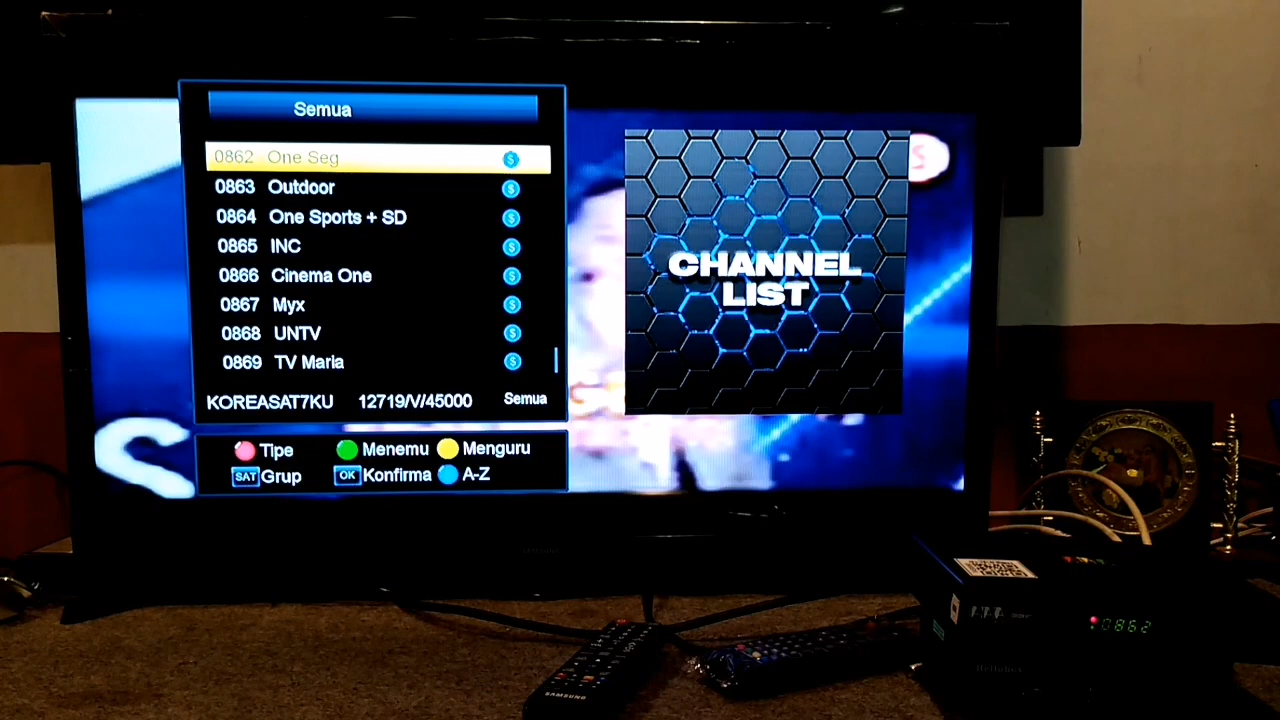 Semua
0862 One Seg
0863 Outdoor
0864 One Sports + SD
0865 INC
0866 Cinema One
0867 Myx
0868 UNTV
0869 TV Maria
KOREASAT7KU 12719/V/45000 Semua
Tipe Menemu Menguru
SAT Grup OK Konfirma A-Z
CHANNEL
LIST
S
SAMSUNG
0862
Hellobox